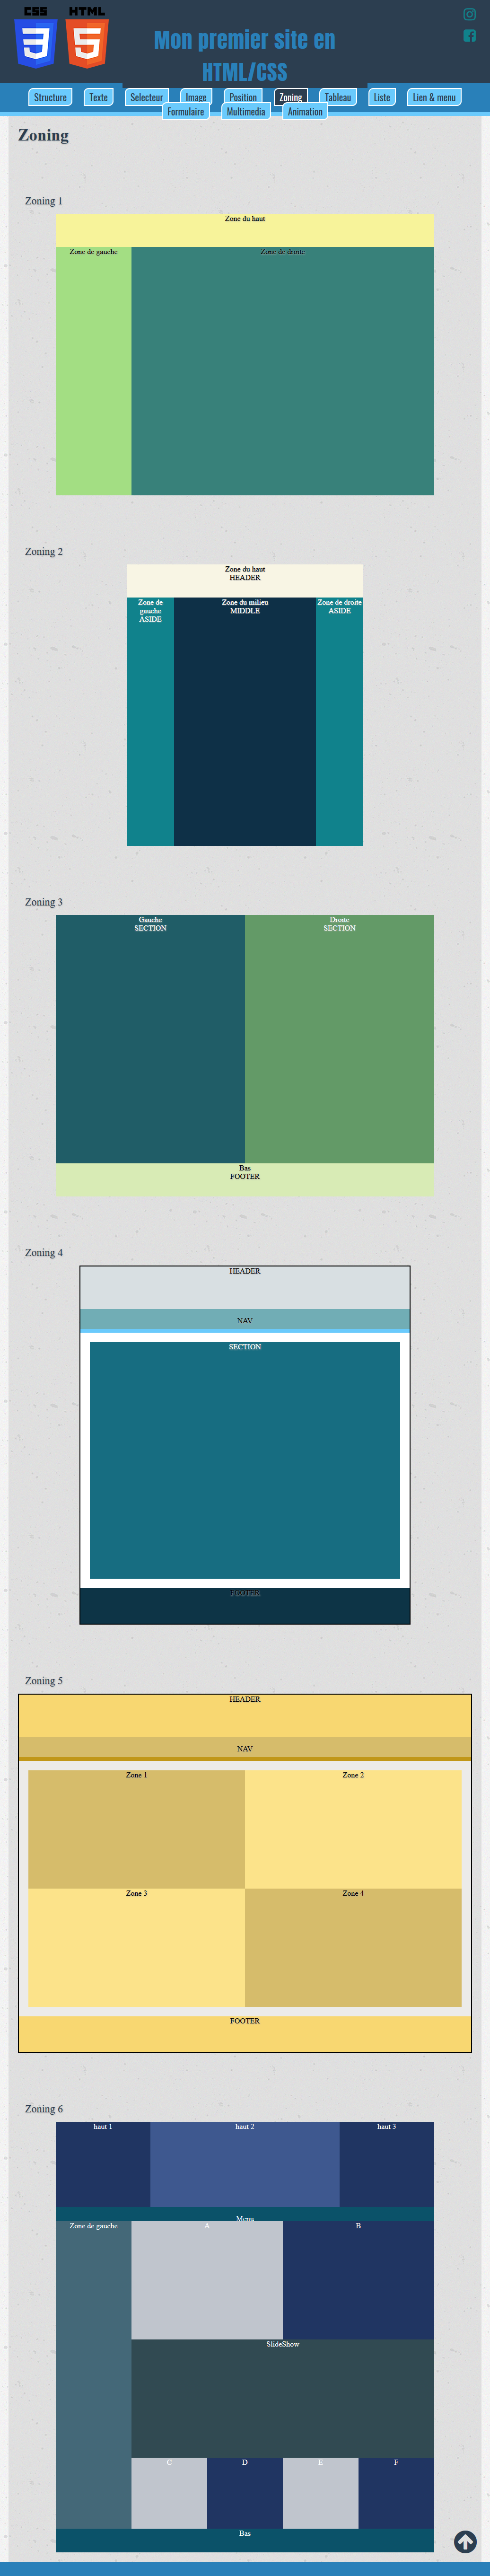 CSS HTML
Mon premier site en
HTML/CSS
Structure Texte Selecteur Image Position Zoning Tableau Liste Lien & menu
Formulaire Multimedia Animation
Zoning
Zoning 1
Zone du haut
Zone de gauche Zone de droite
Zoning 2
Zone du haut
HEADER
Zone de
gauche
ASIDE
Zone du milieu
MIDDLE
Zone de droite
ASIDE
Zoning 3
Gauche
SECTION
Droite
SECTION
Bas
FOOTER
Zoning 4
HEADER
NAV
SECTION
FOOTER
Zoning 5
HEADER
NAV
Zone 1 Zone 2
Zone 3 Zone 4
FOOTER
Zoning 6
haut 1 haut 2 haut 3
Menu
Zone de gauche A B
SlideShow
C D E F
Bas